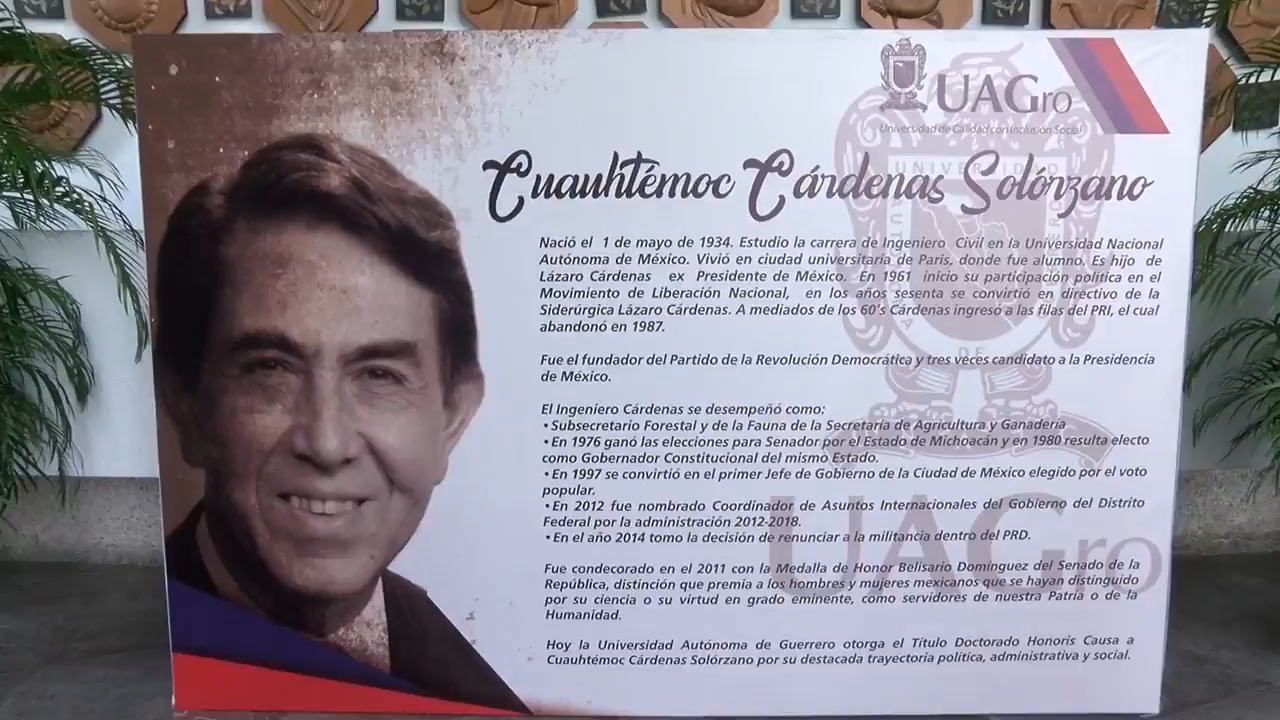 UAGro
Universidad de Calidad con Inclusión Social
Cuauhtémoc Cárdenas Solórzano
Nació el 1 de mayo de 1934. Estudio la carrera de Ingeniero Civil en la Universidad Nacional
Autónoma de México. Vivió en ciudad universitaria de Paris, donde fue alumno. Es hijo de
Lázaro Cárdenas ex Presidente de México. En 1961 inicio su participación política en el
Movimiento de Liberación Nacional, en los años sesenta se convirtió en directivo de la
Siderúrgica Lázaro Cárdenas. A mediados de los 60's Cárdenas ingreso a las filas del PRI, el cual
abandonó en 1987.
Fue el fundador del Partido de la Revolución Democrática y tres veces candidato a la Presidencia
de México.
El Ingeniero Cárdenas se desempeñó como:
• Subsecretario Forestal y de la Fauna de la Secretaría de Agricultura y Ganadería
• En 1976 ganó las elecciones para Senador por el Estado de Michoacán y en 1980 resulta electo
como Gobernador Constitucional del mismo Estado.
• En 1997 se convirtió en el primer Jefe de Gobierno de la Ciudad de México elegido por el voto
popular.
• En 2012 fue nombrado Coordinador de Asuntos Internacionales del Gobierno del Distrito
Federal por la administración 2012-2018.
• En el año 2014 tomo la decisión de renunciar a la militancia dentro del PRD.
Fue condecorado en el 2011 con la Medalla de Honor Belisario Domínguez del Senado de la
República, distinción que premia a los hombres y mujeres mexicanos que se hayan distinguido
por su ciencia o su virtud en grado eminente, como servidores de nuestra Patria o de la
Humanidad.
Hoy la Universidad Autónoma de Guerrero otorga el Título Doctorado Honoris Causa a
Cuauhtémoc Cárdenas Solórzano por su destacada trayectoria política, administrativa y social.
UNIVERSIDAD
DE
UAGro